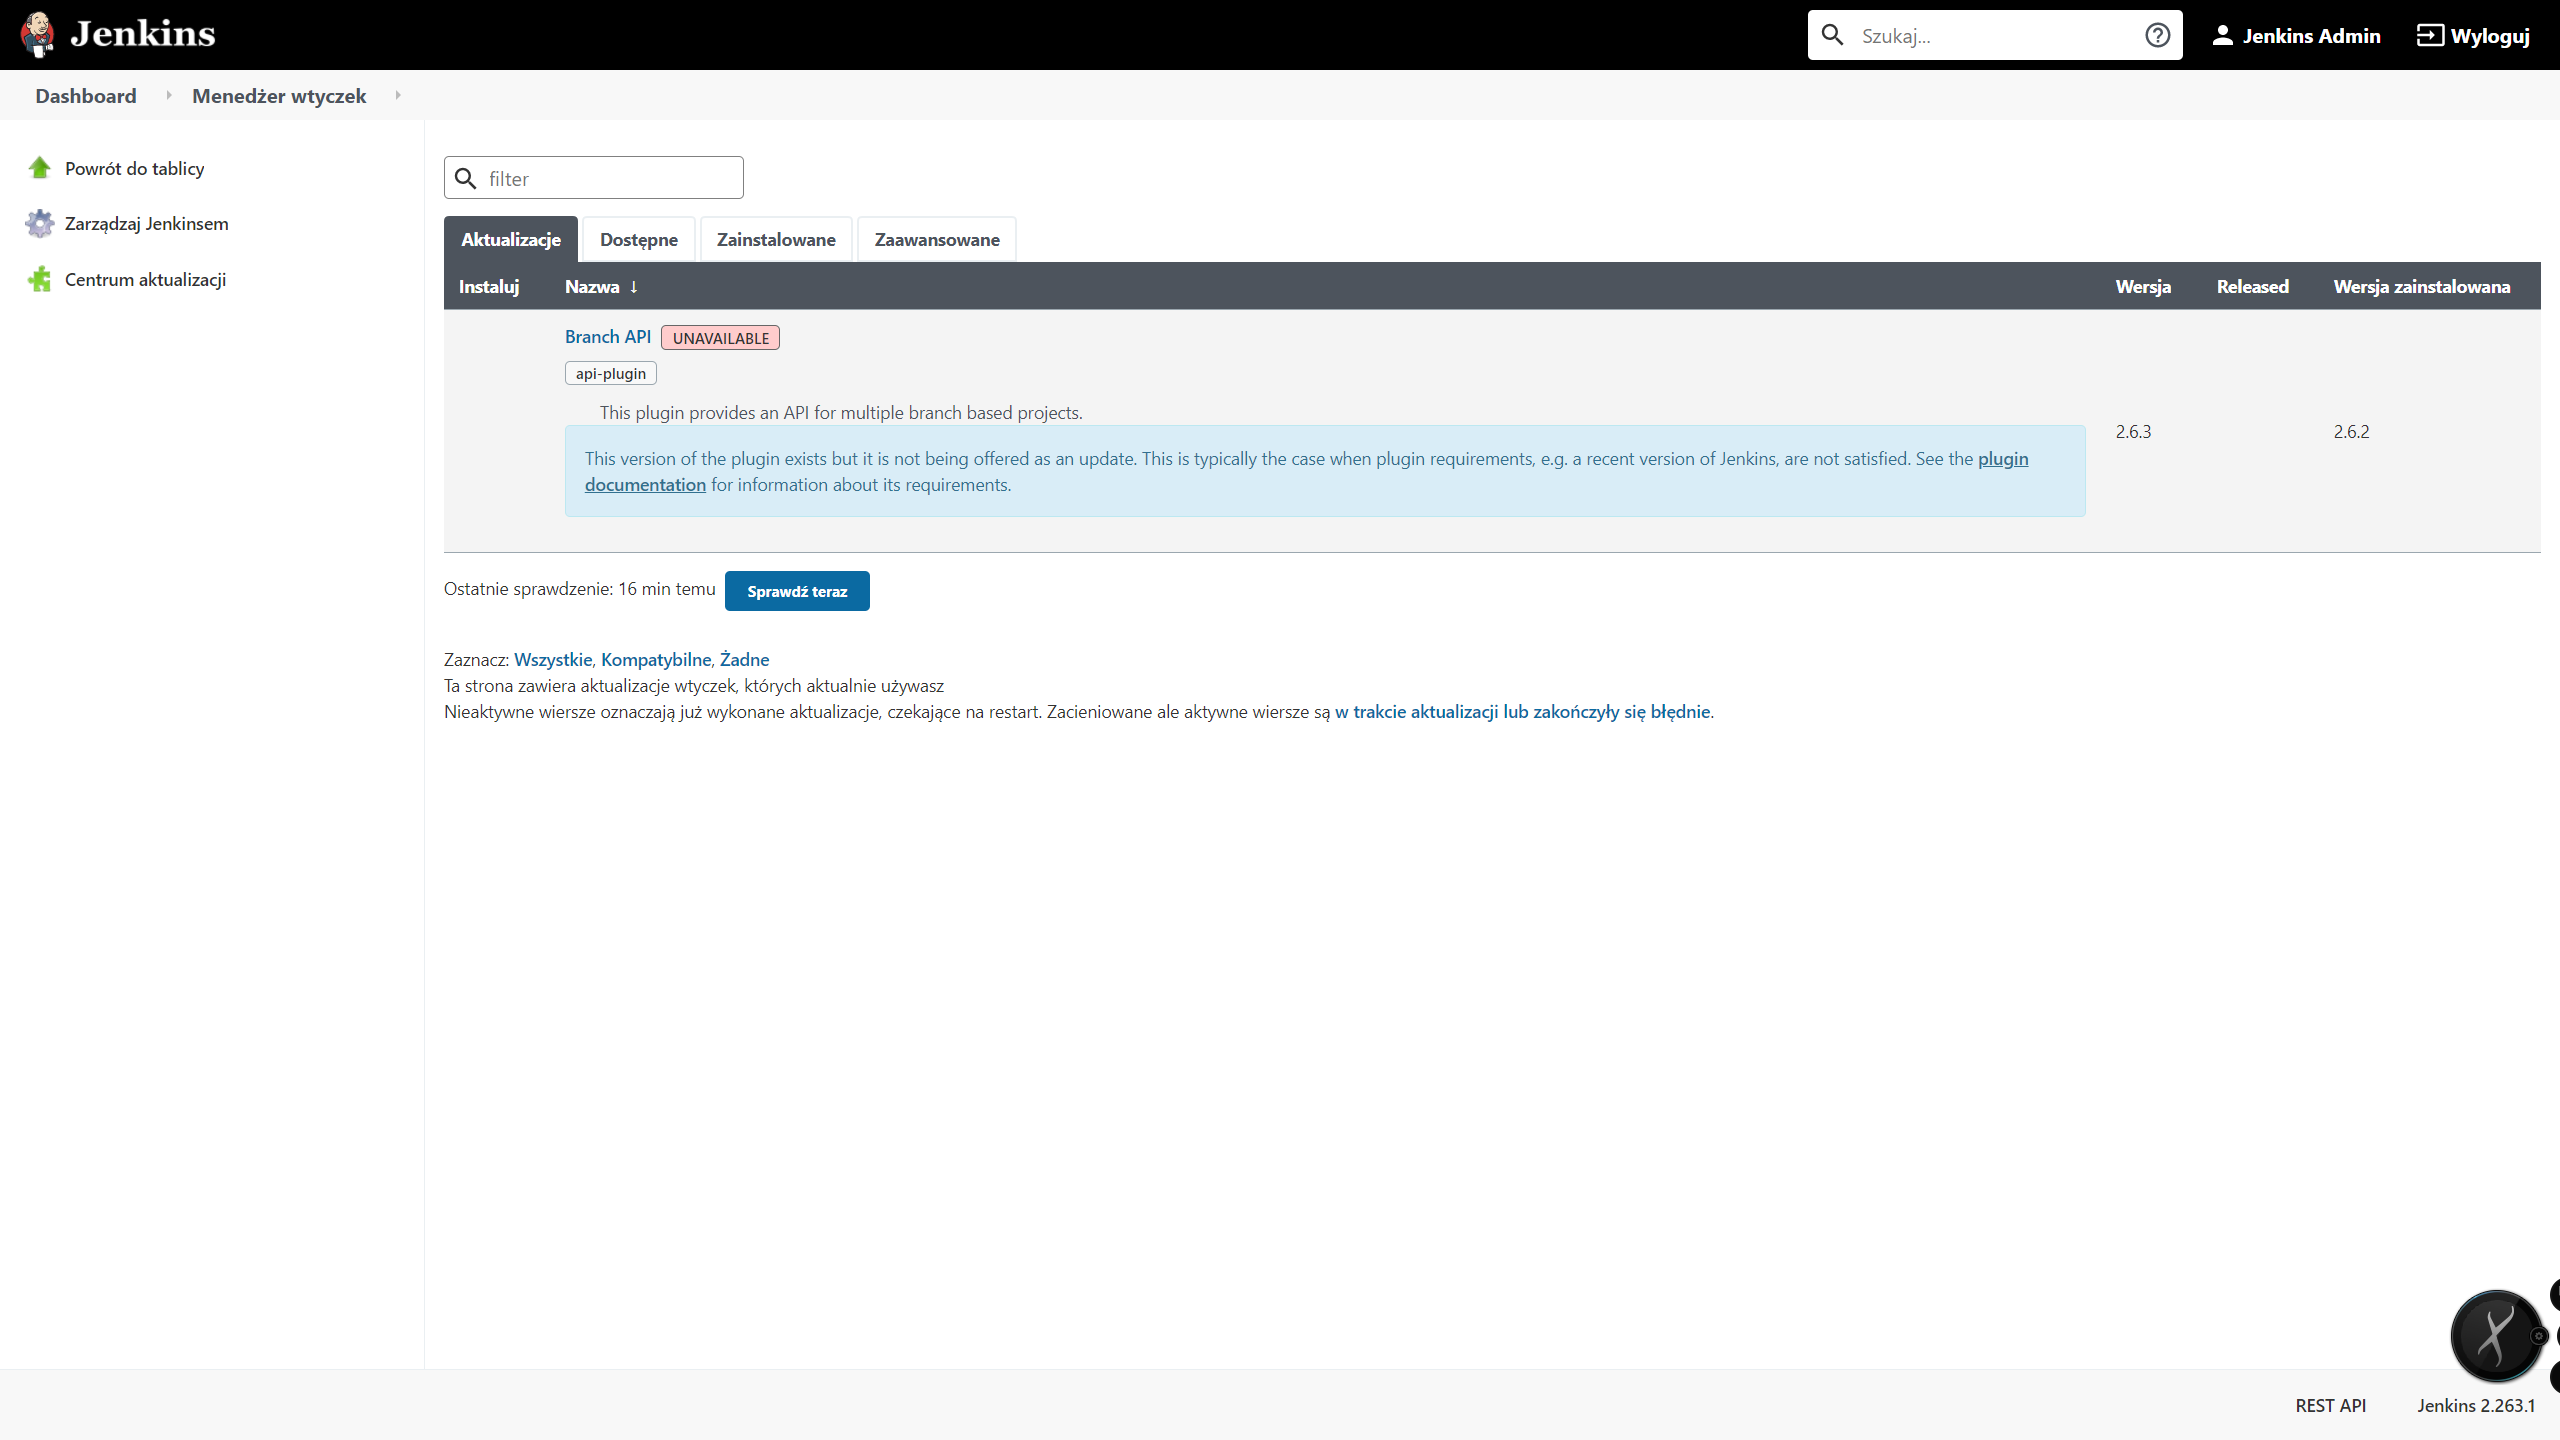 Jenkins
Szukaj...
Jenkins Admin
Wyloguj
Dashboard
Menedżer wtyczek
Powrót do tablicy
Zarządzaj Jenkinsem
Centrum aktualizacji
filter
Aktualizacje
Dostępne
Zainstalowane
Zaawansowane
Instaluj
Nazwa ↓
Wersja
Released
Wersja zainstalowana
Branch API UNAVAILABLE
api-plugin
This plugin provides an API for multiple branch based projects.
This version of the plugin exists but it is not being offered as an update. This is typically the case when plugin requirements, e.g. a recent version of Jenkins, are not satisfied. See the plugin
documentation for information about its requirements.
2.6.3
2.6.2
Ostatnie sprawdzenie: 16 min temu
Sprawdź teraz
Zaznacz: Wszystkie, Kompatybilne, Żadne
Ta strona zawiera aktualizacje wtyczek, których aktualnie używasz
Nieaktywne wiersze oznaczają już wykonane aktualizacje, czekające na restart. Zacieniowane ale aktywne wiersze są w trakcie aktualizacji lub zakończyły się błędnie.
REST API
Jenkins 2.263.1